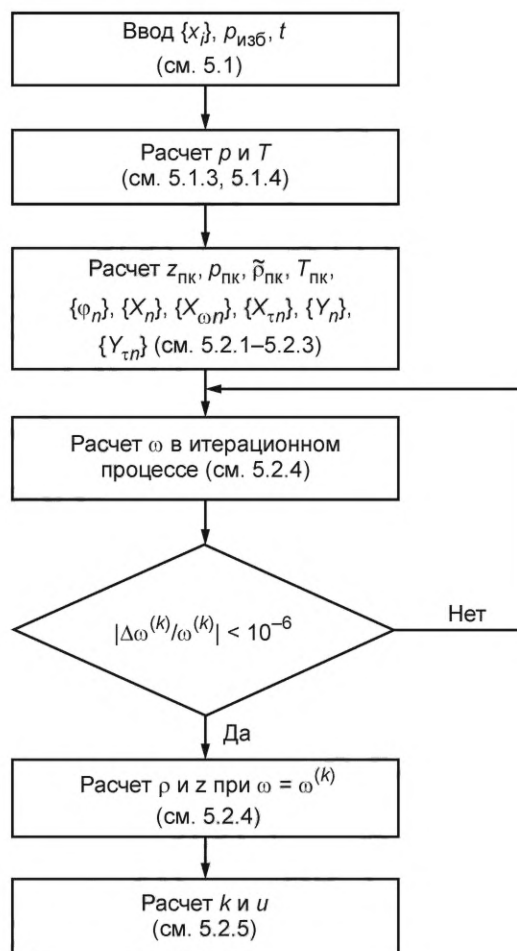 Ввод {xᵢ}, pизб, t
(см. 5.1)
Расчет p и T
(см. 5.1.3, 5.1.4)
Расчет zпк, pпк, ρ̃пк, Tпк,
{φn}, {Xn}, {Xωn}, {Xτn}, {Yn},
{Yτn} (см. 5.2.1–5.2.3)
Расчет ω в итерационном
процессе (см. 5.2.4)
|Δω⁽ᵏ⁾/ω⁽ᵏ⁾| < 10⁻⁶
Нет
Да
Расчет ρ и z при ω = ω⁽ᵏ⁾
(см. 5.2.4)
Расчет k и u
(см. 5.2.5)